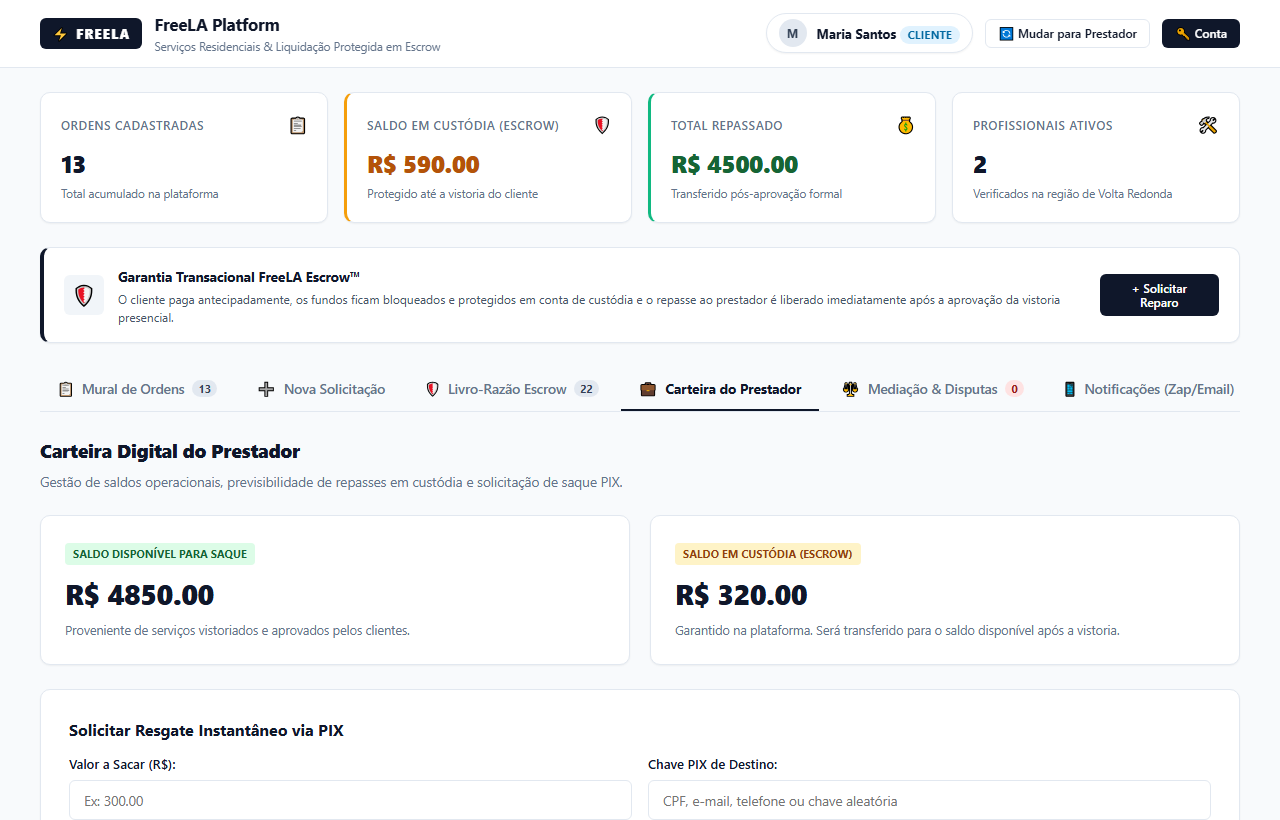 FREELA
FreeLA Platform
Serviços Residenciais & Liquidação Protegida em Escrow
M Maria Santos CLIENTE
Mudar para Prestador
Conta
ORDENS CADASTRADAS
13
Total acumulado na plataforma
SALDO EM CUSTÓDIA (ESCROW)
R$ 590.00
Protegido até a vistoria do cliente
TOTAL REPASSADO
R$ 4500.00
Transferido pós-aprovação formal
PROFISSIONAIS ATIVOS
2
Verificados na região de Volta Redonda
Garantia Transacional FreeLA Escrow™
O cliente paga antecipadamente, os fundos ficam bloqueados e protegidos em conta de custódia e o repasse ao prestador é liberado imediatamente após a aprovação da vistoria
presencial.
+ Solicitar
Reparo
Mural de Ordens 13
Nova Solicitação
Livro-Razão Escrow 22
Carteira do Prestador
Mediação & Disputas 0
Notificações (Zap/Email)
Carteira Digital do Prestador
Gestão de saldos operacionais, previsibilidade de repasses em custódia e solicitação de saque PIX.
SALDO DISPONÍVEL PARA SAQUE
R$ 4850.00
Proveniente de serviços vistoriados e aprovados pelos clientes.
SALDO EM CUSTÓDIA (ESCROW)
R$ 320.00
Garantido na plataforma. Será transferido para o saldo disponível após a vistoria.
Solicitar Resgate Instantâneo via PIX
Valor a Sacar (R$):
Ex: 300.00
Chave PIX de Destino:
CPF, e-mail, telefone ou chave aleatória